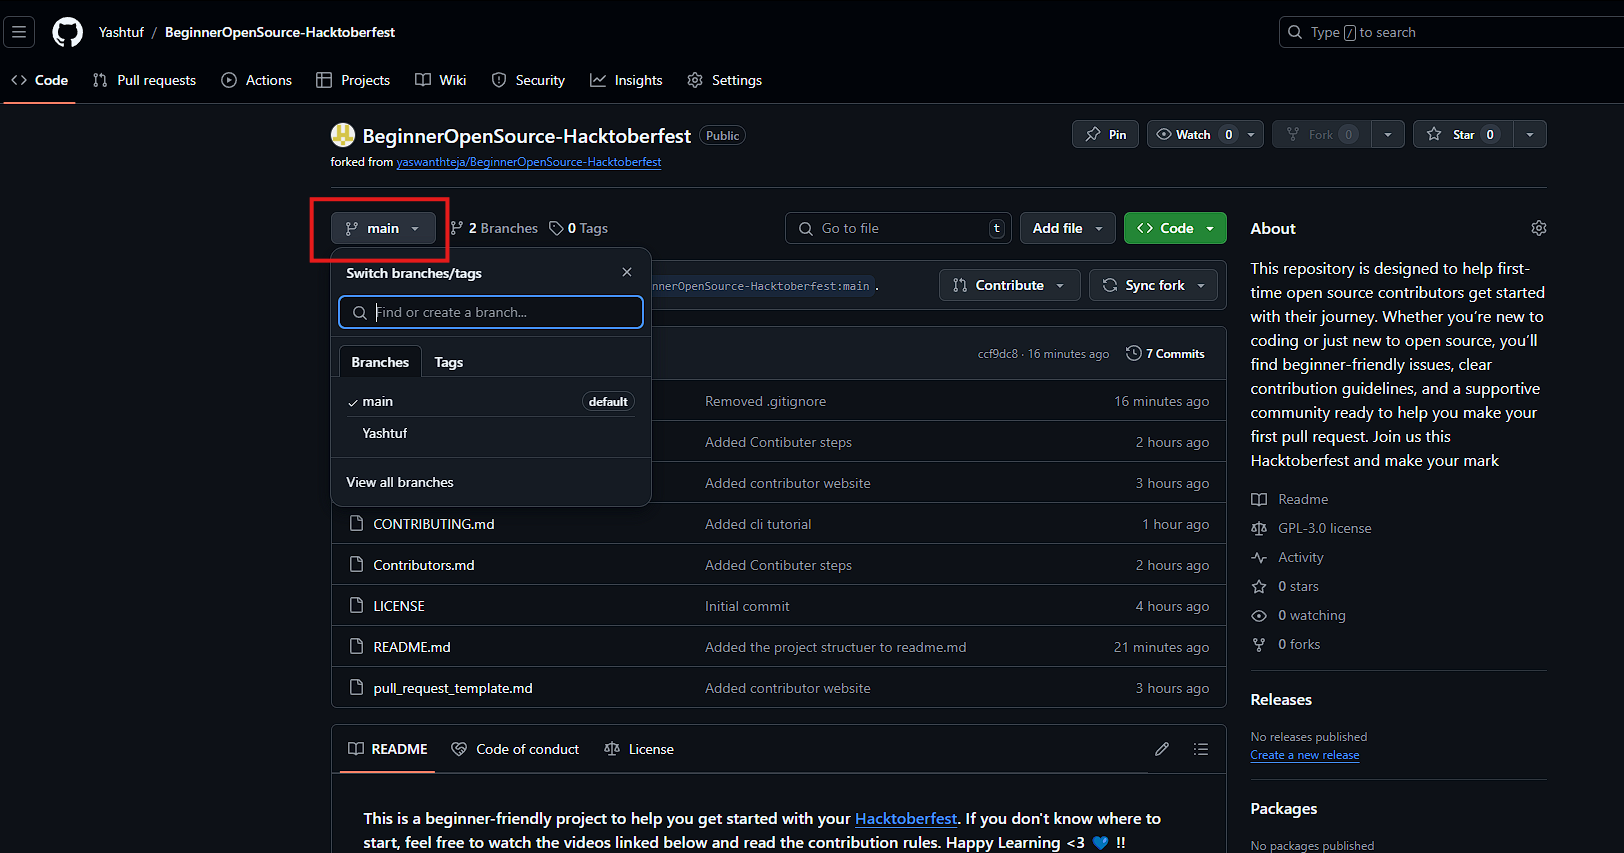 Yashtuf / BeginnerOpenSource-Hacktoberfest
Type / to search
Code Pull requests Actions Projects Wiki Security Insights Settings
BeginnerOpenSource-Hacktoberfest Public
Pin Watch 0 Fork 0 Star 0
forked from yaswanthteja/BeginnerOpenSource-Hacktoberfest
main 2 Branches 0 Tags Go to file t Add file Code
Switch branches/tags
nnerOpenSource-Hacktoberfest:main . Contribute Sync fork
Find or create a branch...
Branches Tags
ccf9dc8 · 16 minutes ago 7 Commits
main default
Removed .gitignore 16 minutes ago
Yashtuf
Added Contibuter steps 2 hours ago
View all branches
Added contributor website 3 hours ago
CONTRIBUTING.md Added cli tutorial 1 hour ago
Contributors.md Added Contibuter steps 2 hours ago
LICENSE Initial commit 4 hours ago
README.md Added the project structuer to readme.md 21 minutes ago
pull_request_template.md Added contributor website 3 hours ago
README Code of conduct License
This is a beginner-friendly project to help you get started with your Hacktoberfest. If you don't know where to
start, feel free to watch the videos linked below and read the contribution rules. Happy Learning <3 💙 !!
About
This repository is designed to help first-
time open source contributors get started
with their journey. Whether you’re new to
coding or just new to open source, you’ll
find beginner-friendly issues, clear
contribution guidelines, and a supportive
community ready to help you make your
first pull request. Join us this
Hacktoberfest and make your mark
Readme
GPL-3.0 license
Activity
0 stars
0 watching
0 forks
Releases
No releases published
Create a new release
Packages
No packages published